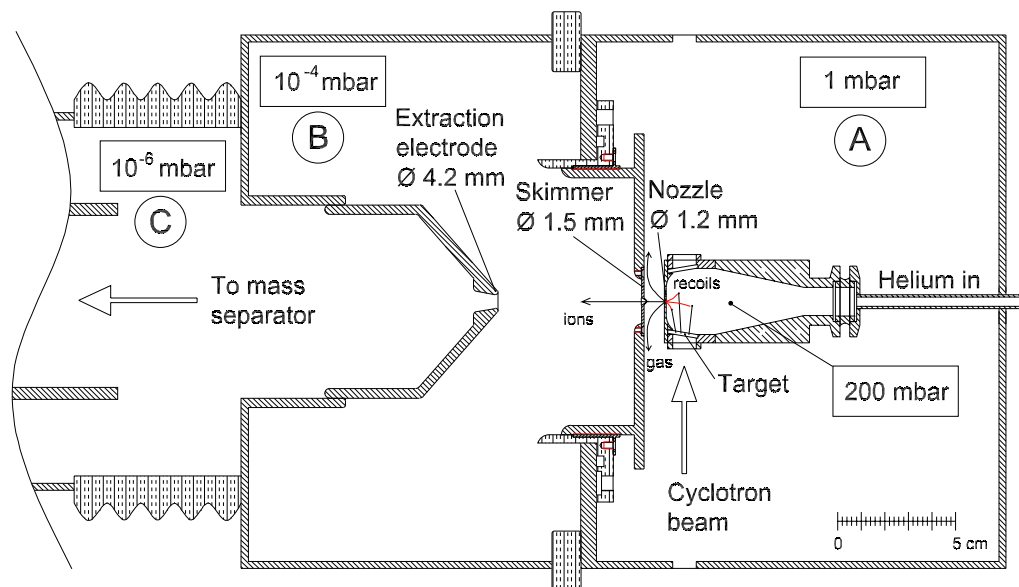 10⁻⁴ mbar
B
10⁻⁶ mbar
C
Extraction
electrode
Ø 4.2 mm
1 mbar
A
Skimmer
Ø 1.5 mm
Nozzle
Ø 1.2 mm
Helium in
recoils
ions
gas
To mass
separator
Target
200 mbar
Cyclotron
beam
0 5 cm